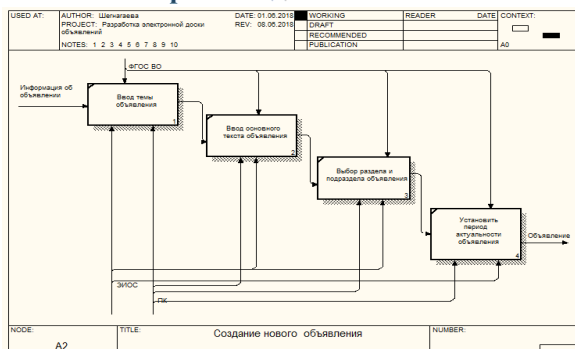 USED AT:
AUTHOR: Шегнагаева
DATE: 01.06.2018
WORKING
READER
DATE
CONTEXT:
PROJECT: Разработка электронной доски
объявлений
REV: 08.06.2018
DRAFT
RECOMMENDED
NOTES: 1 2 3 4 5 6 7 8 9 10
PUBLICATION
A0
ФГОС ВО
Информация об
объявлении
Ввод темы
объявления
1
Ввод основного
текста объявления
2
Выбор раздела и
подраздела объявления
3
Установить
период
актуальности
объявления
4
Объявление
ЭИОС
ПК
NODE:
A2
TITLE:
Создание нового объявления
NUMBER: